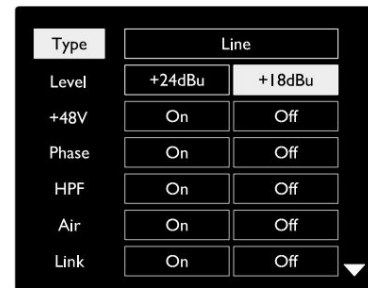 Type Line
Level +24dBu +18dBu
+48V On Off
Phase On Off
HPF On Off
Air On Off
Link On Off